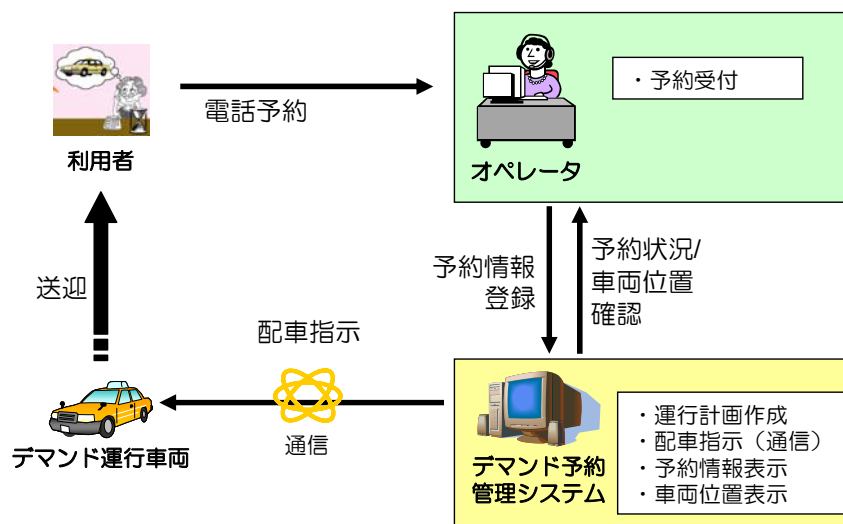 電話予約
・予約受付
利用者
オペレータ
送迎
予約情報
登録
予約状況/
車両位置
確認
配車指示
通信
デマンド運行車両
デマンド予約
管理システム
・運行計画作成
・配車指示（通信）
・予約情報表示
・車両位置表示